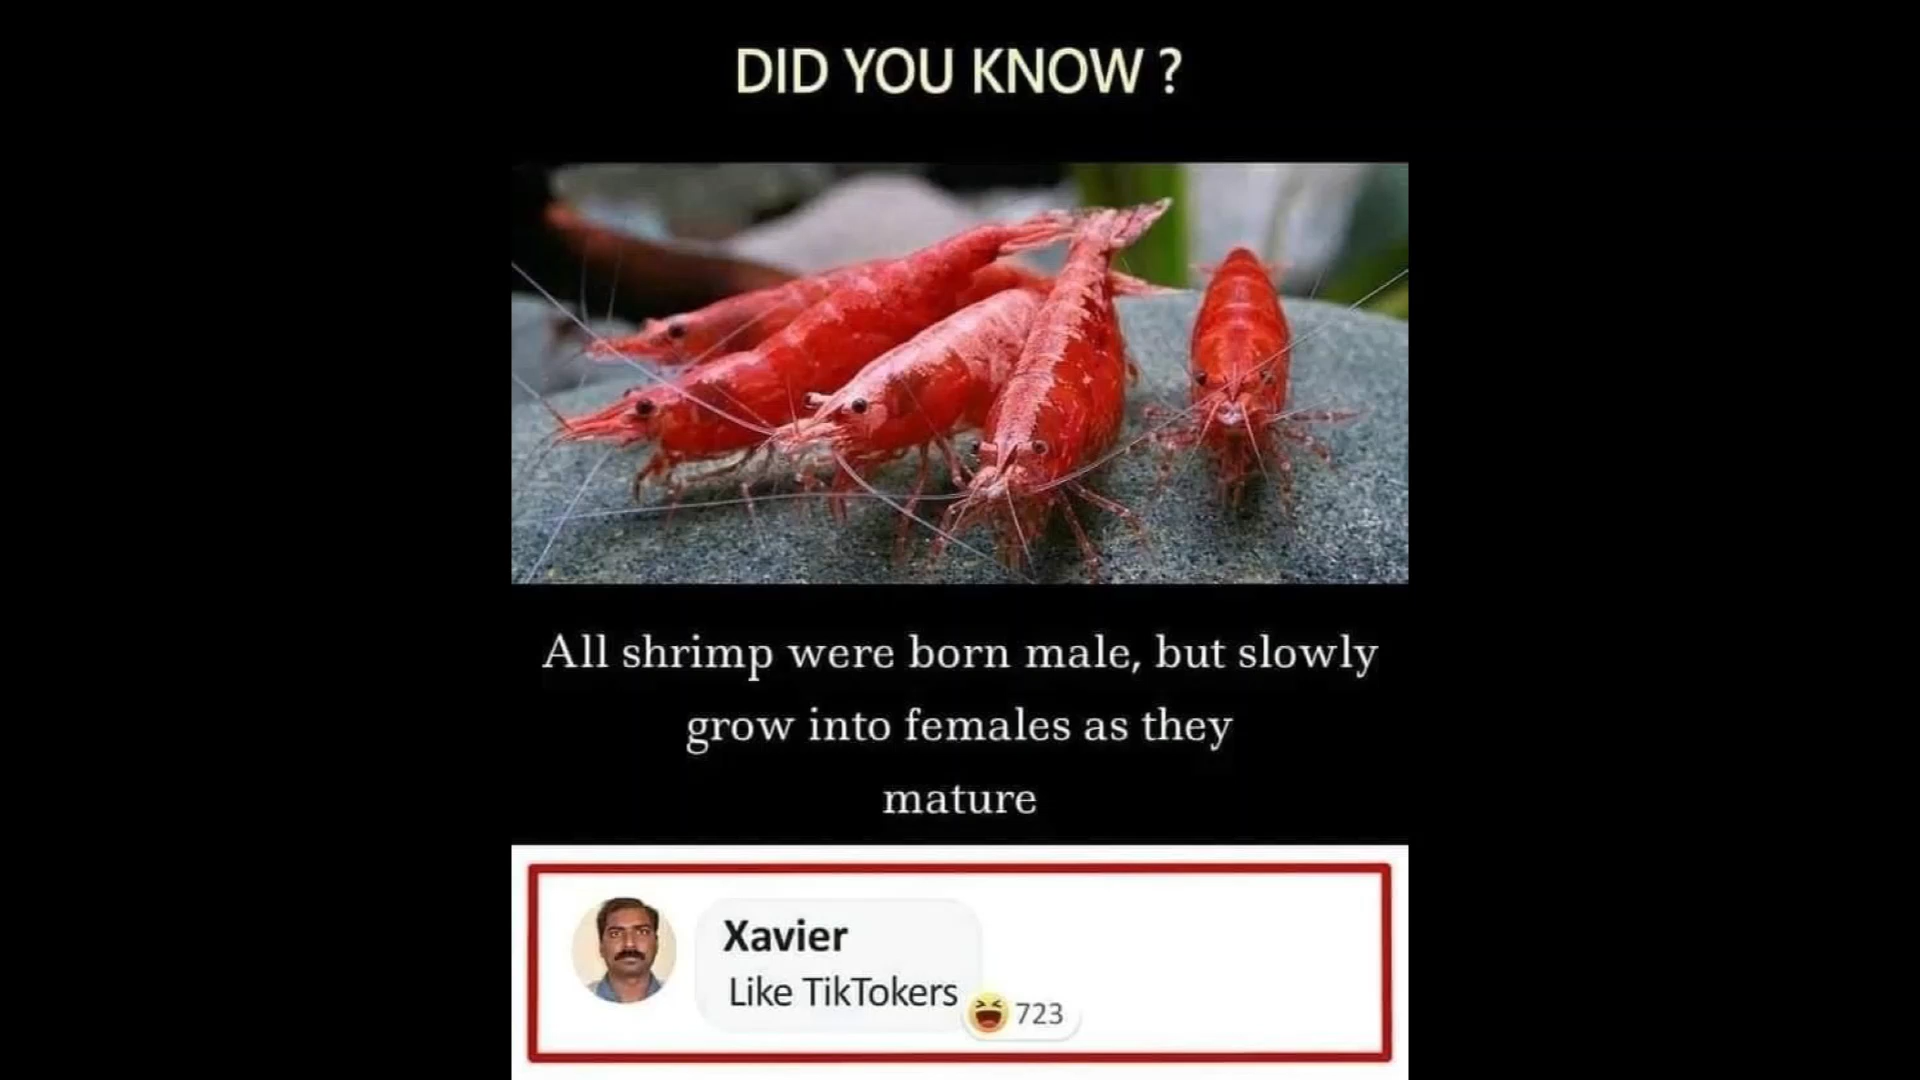 DID YOU KNOW ?
All shrimp were born male, but slowly
grow into females as they
mature
Xavier
Like TikTokers
723